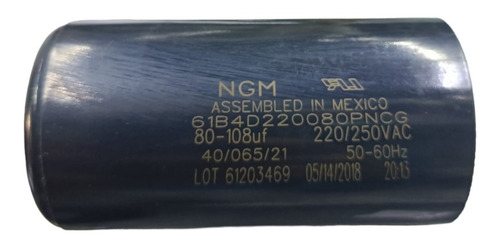 NGM
ASSEMBLED IN MEXICO
61B4D220080PNCG
80-108uf 220/250VAC
40/065/21 50-60Hz
LOT 61203469 05/14/2018 20:15